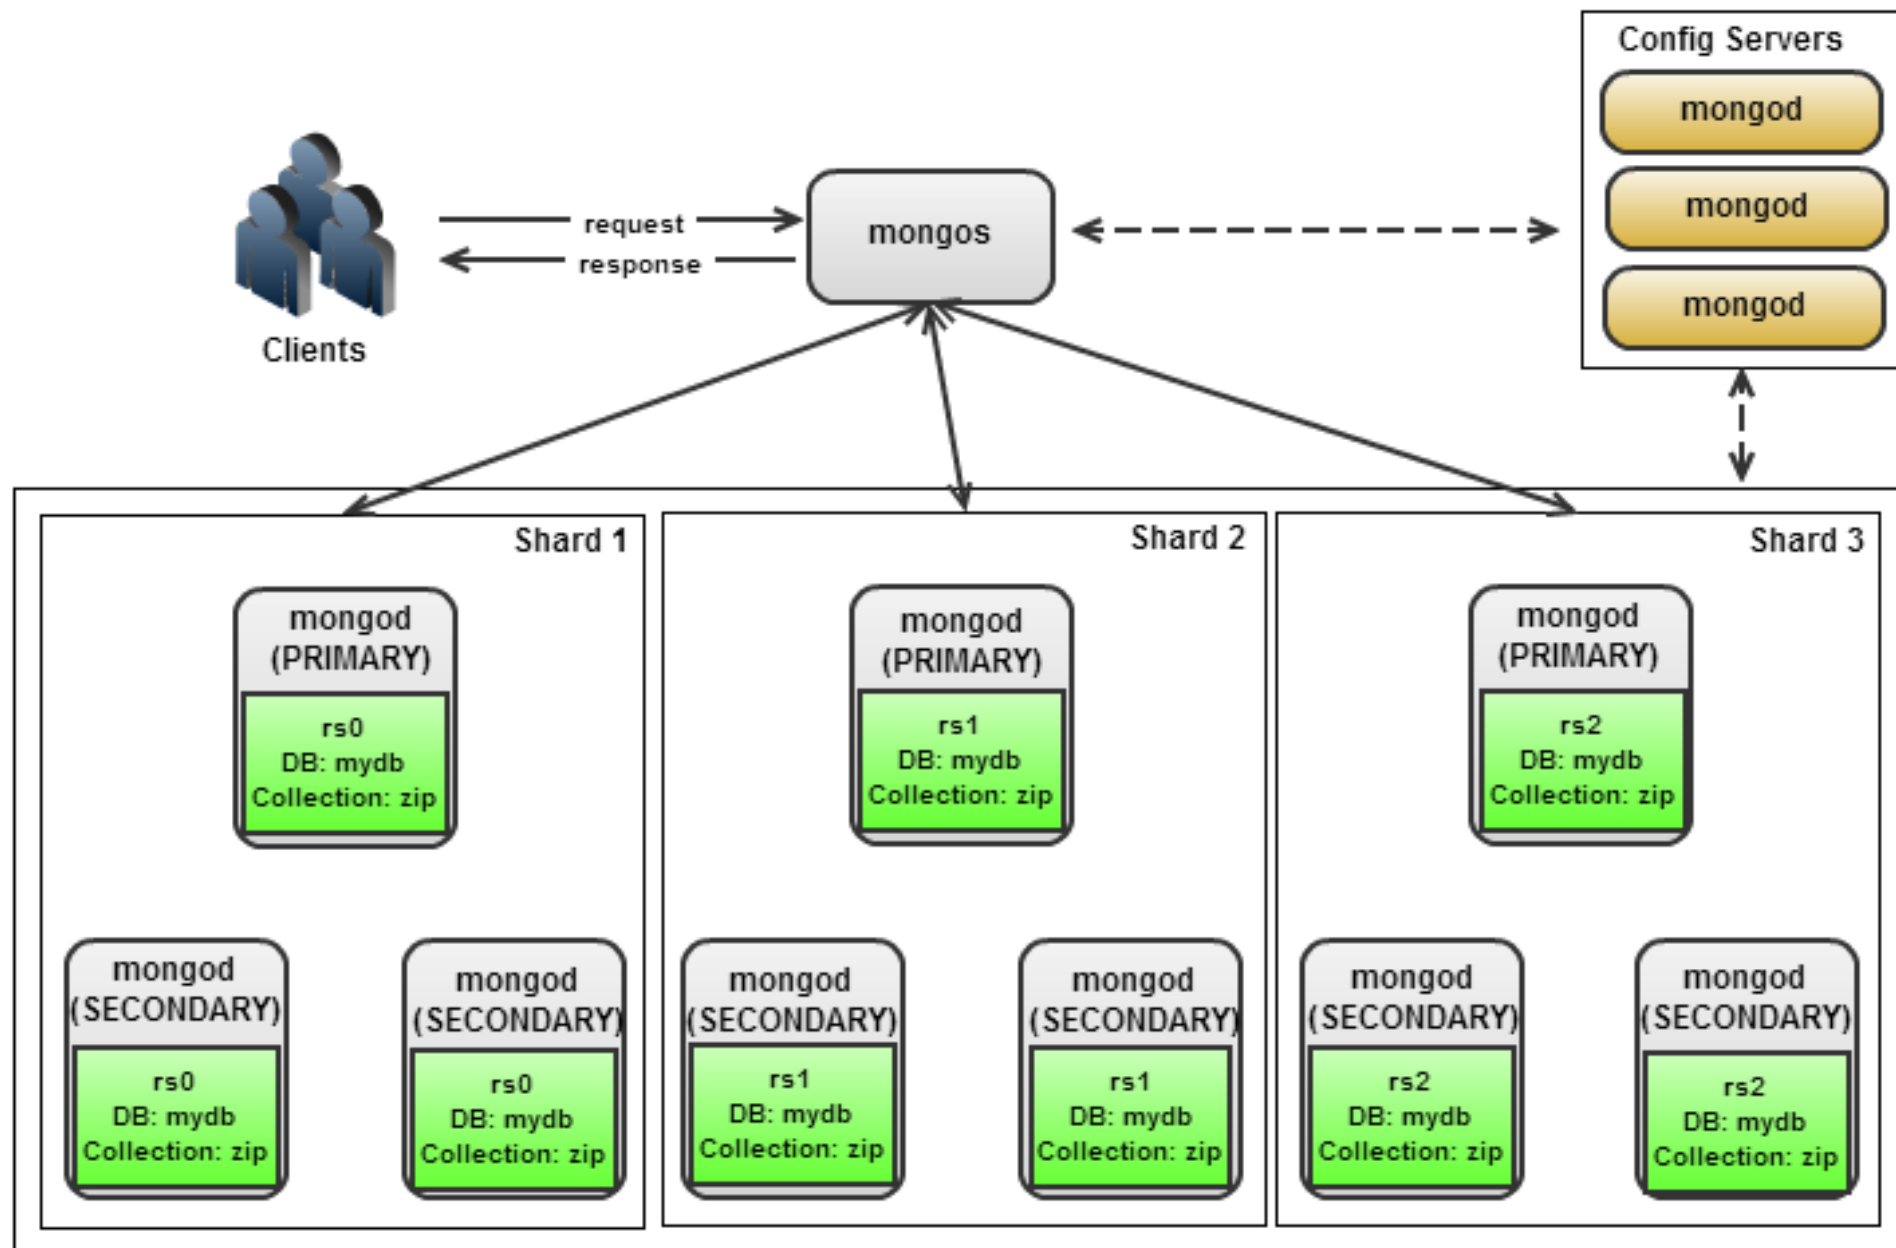 Config Servers
mongod
mongod
mongod
mongos
request
response
Clients
Shard 1
mongod
(PRIMARY)
rs0
DB: mydb
Collection: zip
mongod
(SECONDARY)
rs0
DB: mydb
Collection: zip
mongod
(SECONDARY)
rs0
DB: mydb
Collection: zip
Shard 2
mongod
(PRIMARY)
rs1
DB: mydb
Collection: zip
mongod
(SECONDARY)
rs1
DB: mydb
Collection: zip
mongod
(SECONDARY)
rs1
DB: mydb
Collection: zip
Shard 3
mongod
(PRIMARY)
rs2
DB: mydb
Collection: zip
mongod
(SECONDARY)
rs2
DB: mydb
Collection: zip
mongod
(SECONDARY)
rs2
DB: mydb
Collection: zip